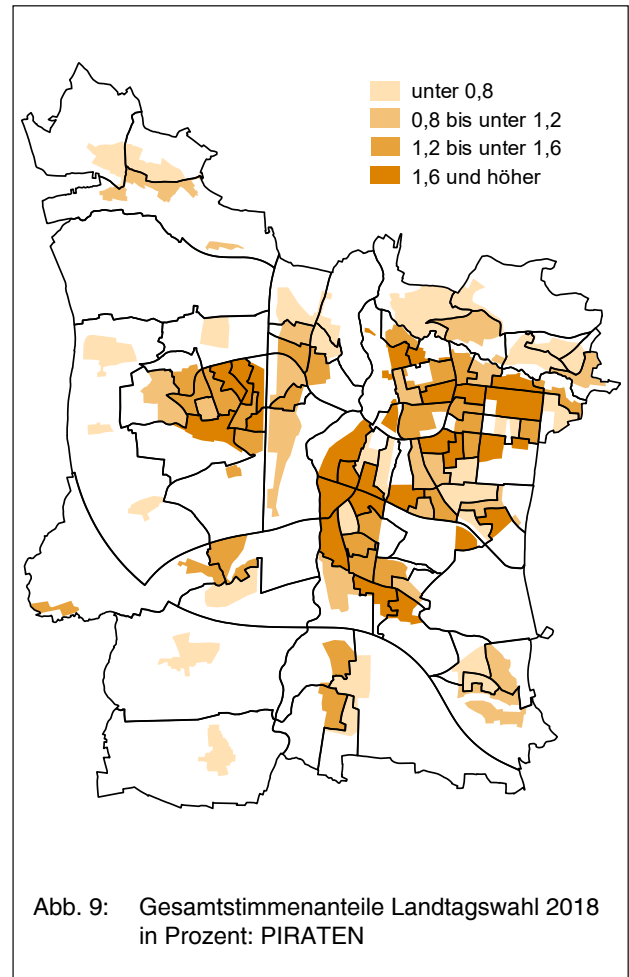 unter 0,8
0,8 bis unter 1,2
1,2 bis unter 1,6
1,6 und höher
Abb. 9: Gesamtstimmenanteile Landtagswahl 2018
in Prozent: PIRATEN